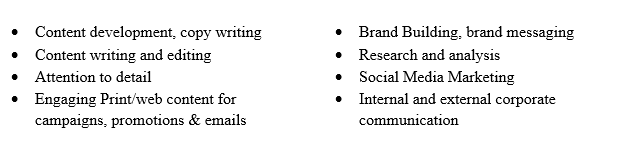 • Content development, copy writing
• Content writing and editing
• Attention to detail
• Engaging Print/web content for
campaigns, promotions & emails
• Brand Building, brand messaging
• Research and analysis
• Social Media Marketing
• Internal and external corporate
communication